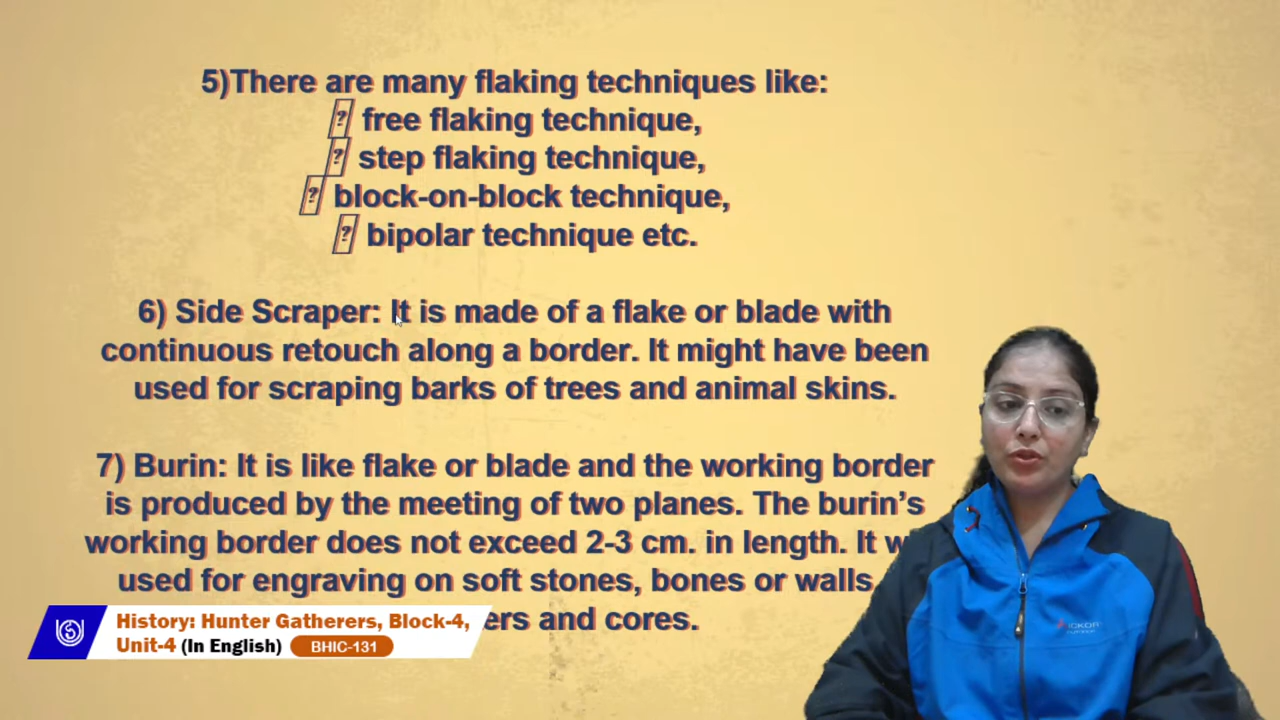 5)There are many flaking techniques like:
free flaking technique,
step flaking technique,
block-on-block technique,
bipolar technique etc.
6) Side Scraper: It is made of a flake or blade with
continuous retouch along a border. It might have been
used for scraping barks of trees and animal skins.
7) Burin: It is like flake or blade and the working border
is produced by the meeting of two planes. The burin’s
working border does not exceed 2-3 cm. in length. It
used for engraving on soft stones, bones or walls
and cores.
History: Hunter Gatherers, Block-4,
Unit-4 (In English) BHIC-131